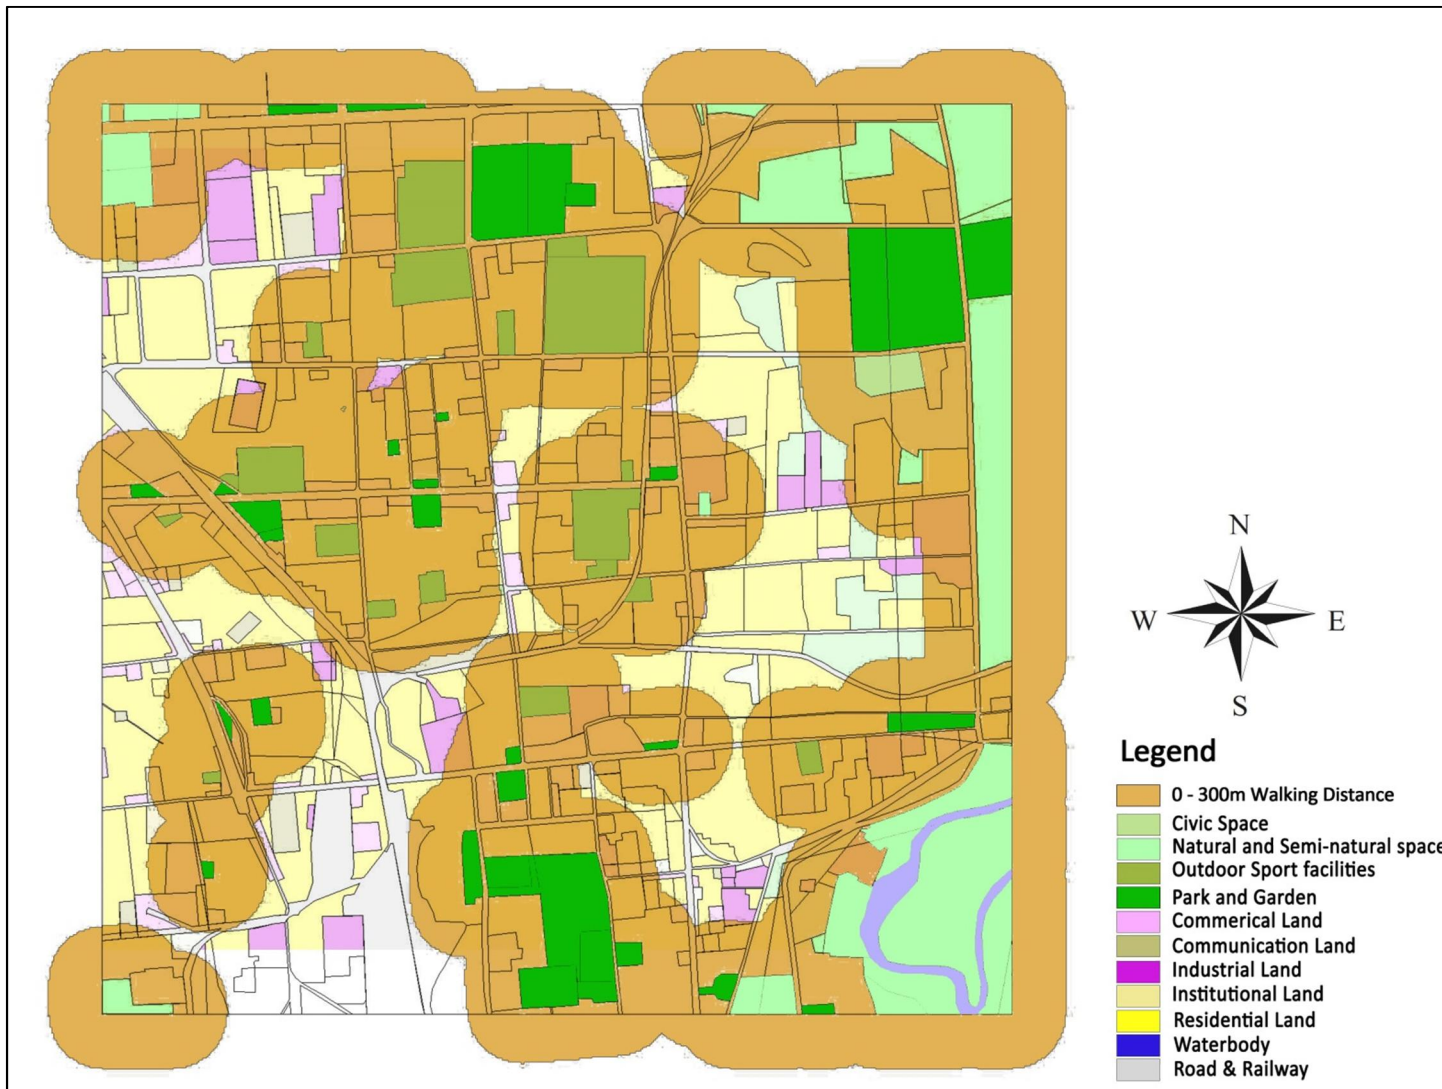 N
W
E
S
Legend
0 - 300m Walking Distance
Civic Space
Natural and Semi-natural space
Outdoor Sport facilities
Park and Garden
Commerical Land
Communication Land
Industrial Land
Institutional Land
Residential Land
Waterbody
Road & Railway